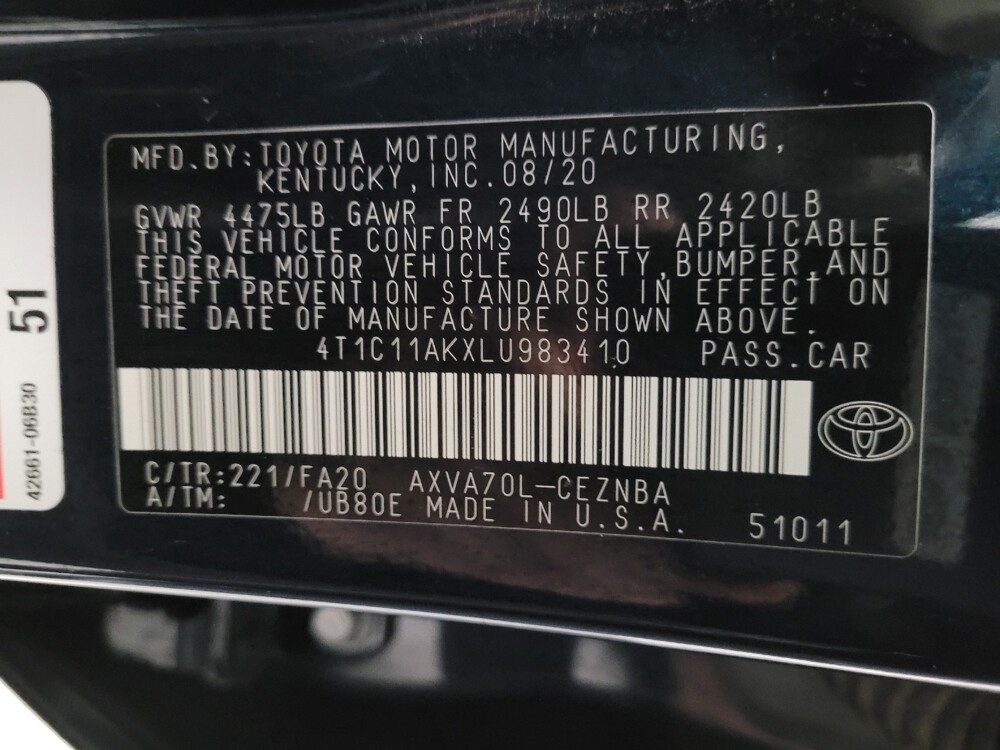 MFD.BY:TOYOTA MOTOR MANUFACTURING,
KENTUCKY,INC.08/20
GVWR 4475LB GAWR FR 2490LB RR 2420LB
THIS VEHICLE CONFORMS TO ALL APPLICABLE
FEDERAL MOTOR VEHICLE SAFETY,BUMPER,AND
THEFT PREVENTION STANDARDS IN EFFECT ON
THE DATE OF MANUFACTURE SHOWN ABOVE.
4T1C11AKXLU983410 PASS.CAR
C/TR:221/FA20 AXVA70L-CEZNBA
A/TM: /UB80E MADE IN U.S.A. 51011
51
42661-06B30